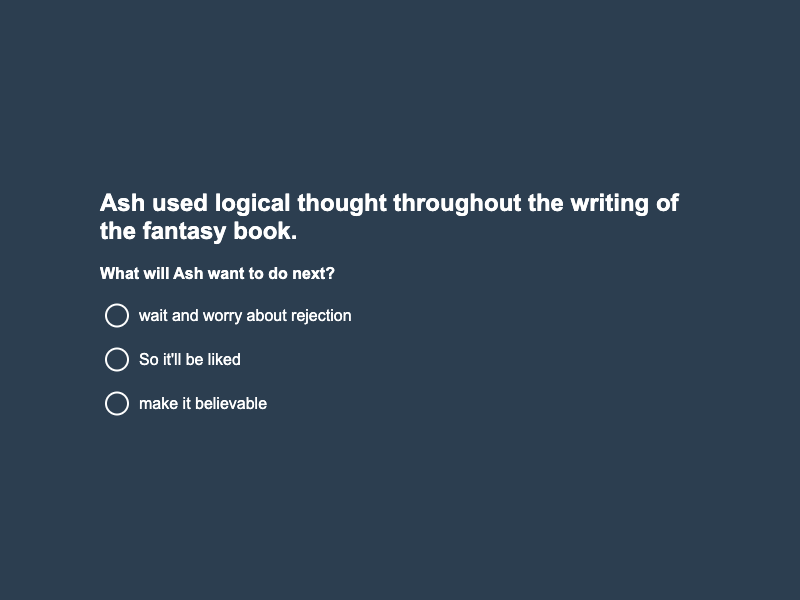 Ash used logical thought throughout the writing of
the fantasy book.
What will Ash want to do next?
wait and worry about rejection
So it'll be liked
make it believable